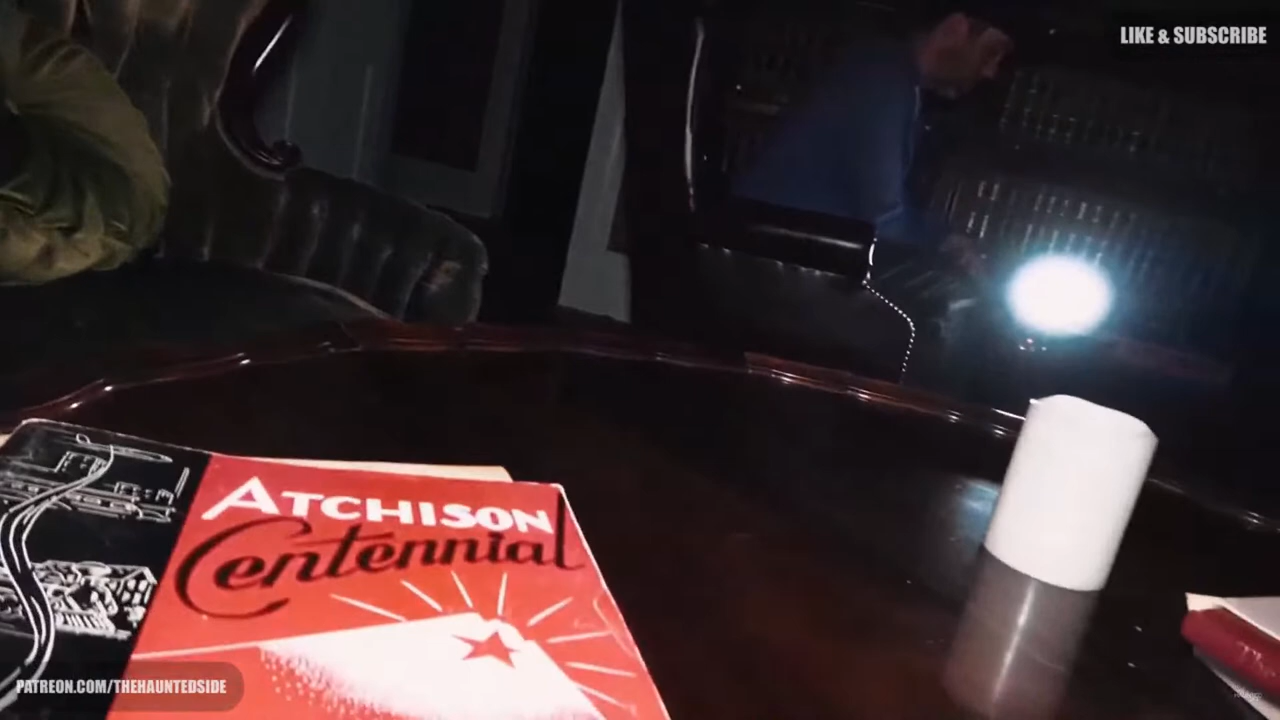 LIKE & SUBSCRIBE
ATCHISON
Centennial
PATREON.COM/THEHAUNTEDSIDE